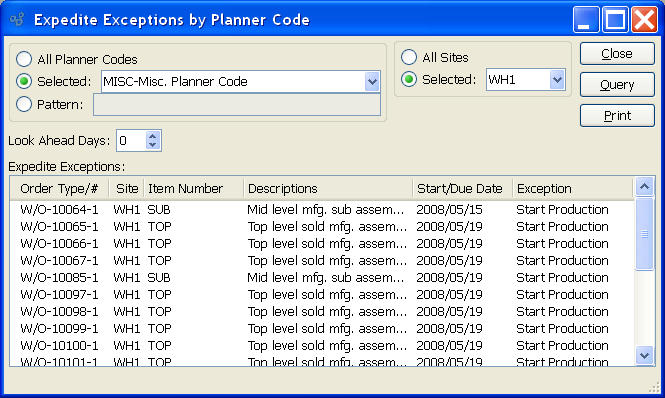 Expedite Exceptions by Planner Code
All Planner Codes
Selected: MISC-Misc. Planner Code
Pattern:
All Sites
Selected: WH1
Close
Query
Print
Look Ahead Days: 0
Expedite Exceptions:
Order Type/# Site Item Number Descriptions Start/Due Date Exception
W/O-10064-1 WH1 SUB Mid level mfg. sub assem... 2008/05/15 Start Production
W/O-10065-1 WH1 TOP Top level sold mfg. assem... 2008/05/19 Start Production
W/O-10066-1 WH1 TOP Top level sold mfg. assem... 2008/05/19 Start Production
W/O-10067-1 WH1 TOP Top level sold mfg. assem... 2008/05/19 Start Production
W/O-10085-1 WH1 SUB Mid level mfg. sub assem... 2008/05/19 Start Production
W/O-10097-1 WH1 TOP Top level sold mfg. assem... 2008/05/19 Start Production
W/O-10098-1 WH1 TOP Top level sold mfg. assem... 2008/05/19 Start Production
W/O-10099-1 WH1 TOP Top level sold mfg. assem... 2008/05/19 Start Production
W/O-10100-1 WH1 TOP Top level sold mfg. assem... 2008/05/19 Start Production
W/O-10101-1 WH1 TOP Top level sold mfg. assem... 2008/05/19 Start Production